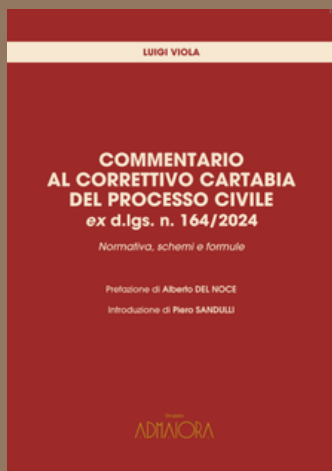 LUIGI VIOLA
COMMENTARIO
AL CORRETTIVO CARTABIA
DEL PROCESSO CIVILE
ex d.lgs. n. 164/2024
Normativa, schemi e formule
Prefazione di Alberto DEL NOCE
Introduzione di Piero SANDULLI
Gruppo
ADMAIORA